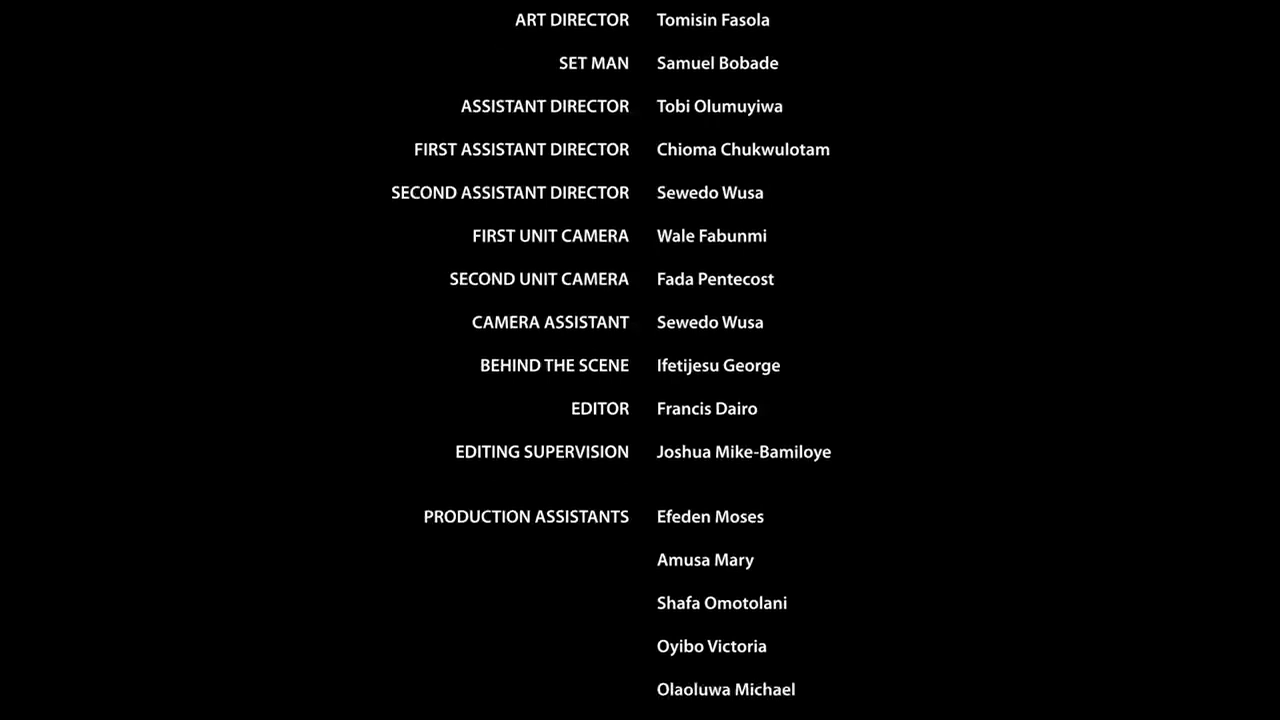 ART DIRECTOR Tomisin Fasola
SET MAN Samuel Bobade
ASSISTANT DIRECTOR Tobi Olumuyiwa
FIRST ASSISTANT DIRECTOR Chioma Chukwulotam
SECOND ASSISTANT DIRECTOR Sewedo Wusa
FIRST UNIT CAMERA Wale Fabunmi
SECOND UNIT CAMERA Fada Pentecost
CAMERA ASSISTANT Sewedo Wusa
BEHIND THE SCENE Ifetijesu George
EDITOR Francis Dairo
EDITING SUPERVISION Joshua Mike-Bamiloye
PRODUCTION ASSISTANTS Efeden Moses
Amusa Mary
Shafa Omotolani
Oyibo Victoria
Olaoluwa Michael